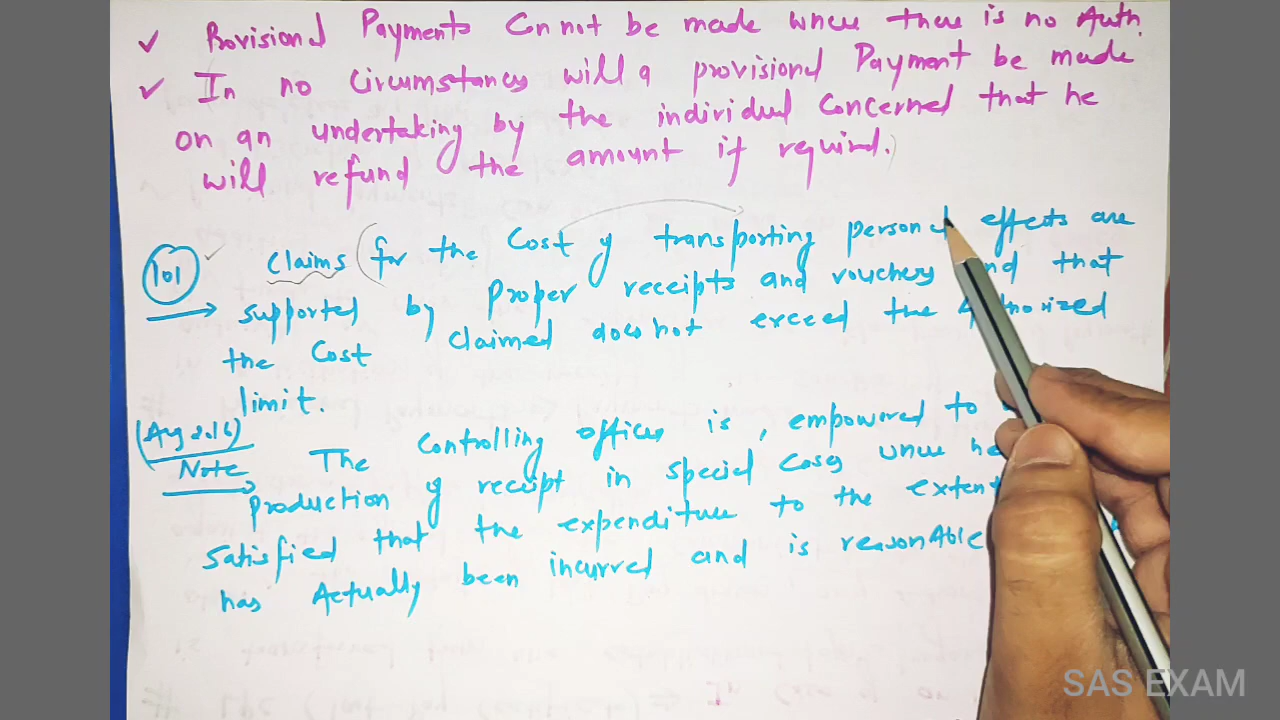 ✓ Provisional Payments Cannot be made where there is no Auth.
✓ In no circumstances will a provisional Payment be made
on an undertaking by the individual concerned that he
will refund the amount if required.
101 Claims (for the cost of transporting personal effects are
→ supported by proper receipts and vouchers and that
the cost claimed does not exceed the Authorized
limit.
(Aug 2016)
Note → The controlling officer is, empowered to
production of receipt in special cases where he
satisfied that the expenditure to the extent
has Actually been incurred and is reasonable
SAS EXAM